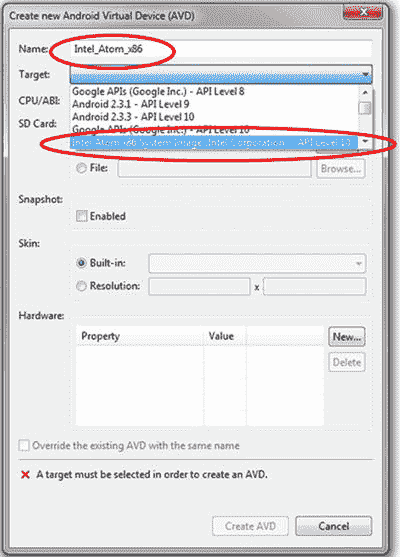 Create new Android Virtual Device (AVD)
Name: Intel_Atom_x86
Target:
Google APIs (Google Inc.) - API Level 8
CPU/ABI: Android 2.3.1 - API Level 9
Android 2.3.3 - API Level 10
SD Card: Google APIs (Google Inc.) - API Level 10
Intel Atom x86 System Image (Intel Corporation) - API Level
File: Browse...
Snapshot:
Enabled
Skin:
Built-in:
Resolution: x
Hardware:
Property Value New...
Delete
Override the existing AVD with the same name
A target must be selected in order to create an AVD.
Create AVD Cancel